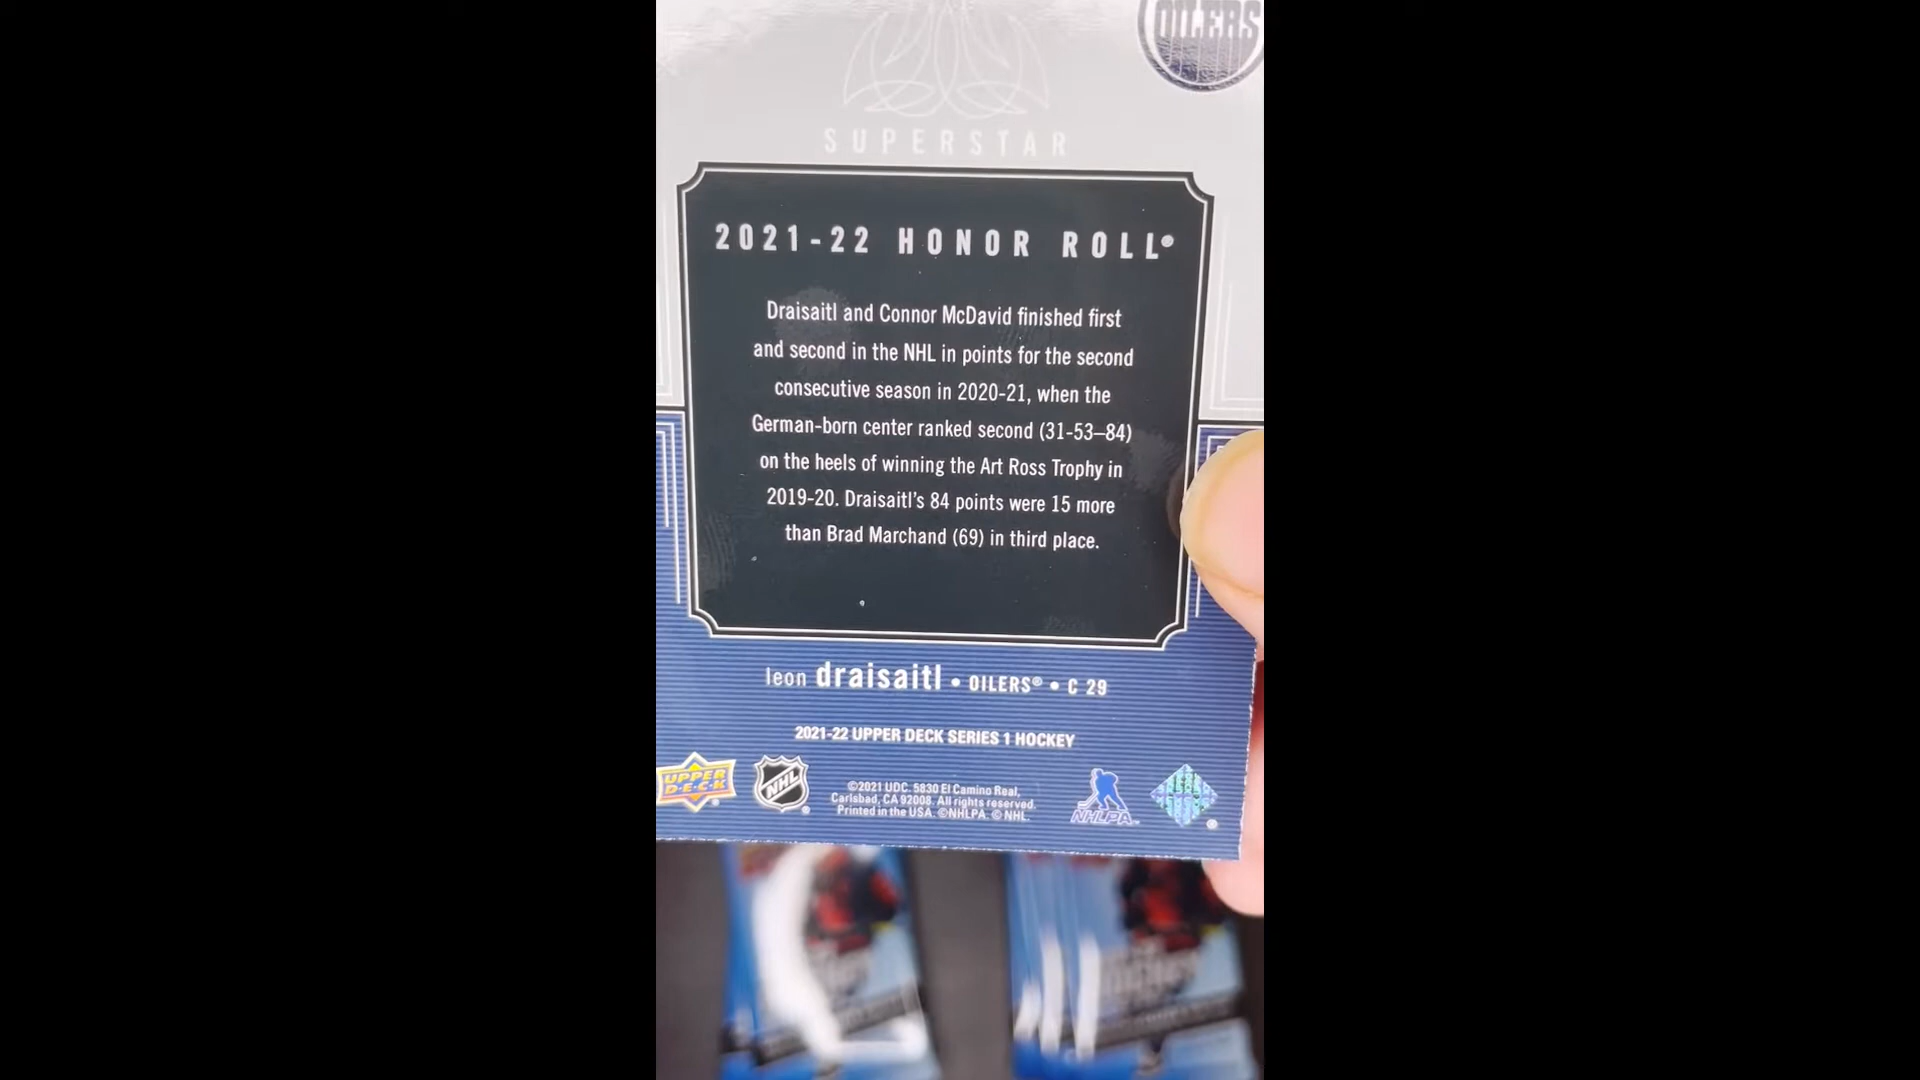 OILERS
SUPERSTAR
2021-22 HONOR ROLL®
Draisaitl and Connor McDavid finished first
and second in the NHL in points for the second
consecutive season in 2020-21, when the
German-born center ranked second (31-53–84)
on the heels of winning the Art Ross Trophy in
2019-20. Draisaitl's 84 points were 15 more
than Brad Marchand (69) in third place.
leon draisaitl • OILERS® • C 29
2021-22 UPPER DECK SERIES 1 HOCKEY
UPPER
D·E·C·K
NHL
©2021 UDC. 5830 El Camino Real,
Carlsbad, CA 92008. All rights reserved.
Printed in the USA. ©NHLPA. © NHL.
NHLPA™